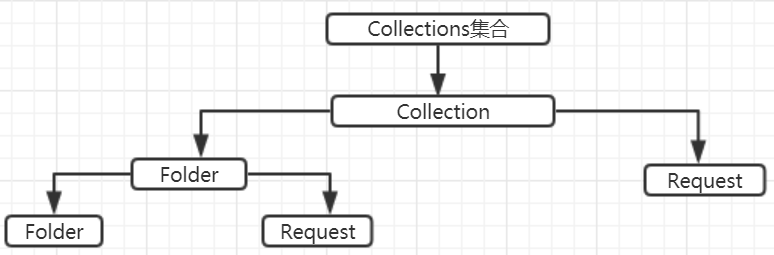 Collections集合
Collection
Folder
Request
Folder
Request